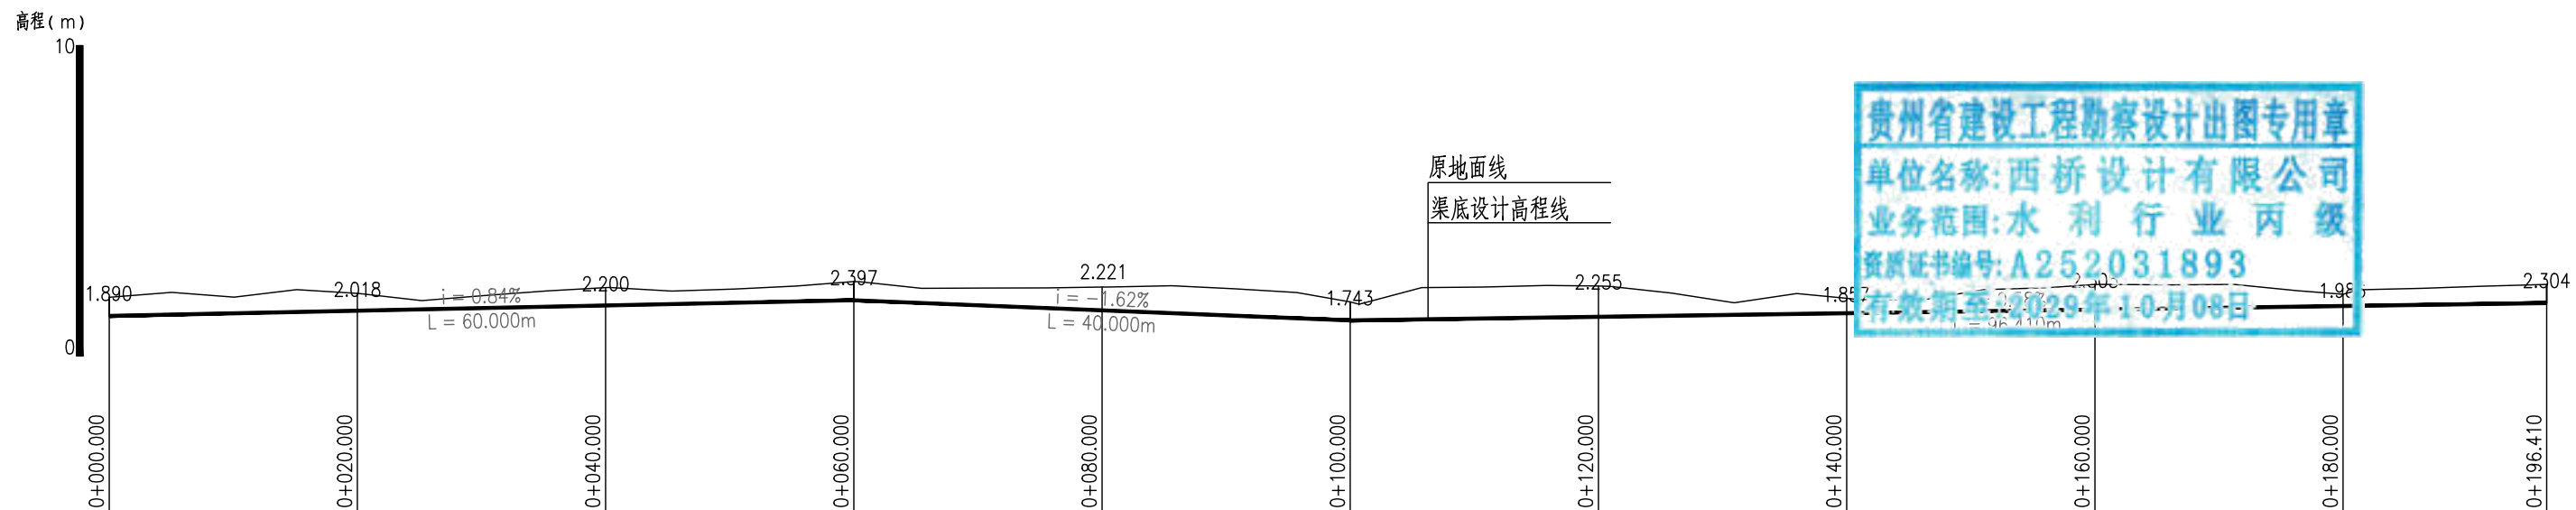 高程(m)
10
0
原地面线
渠底设计高程线
1.890
2.018
2.200
2.397
2.221
1.743
2.255
1.857
2.304
i = 0.84%
L = 60.000m
i = -1.62%
L = 40.000m
L = 96.410m
贵州省建设工程勘察设计出图专用章
单位名称:西桥设计有限公司
业务范围:水利行业丙级
资质证书编号:A252031893
有效期至:2029年10月08日
0+000.000
0+020.000
0+040.000
0+060.000
0+080.000
0+100.000
0+120.000
0+140.000
0+160.000
0+180.000
0+196.410